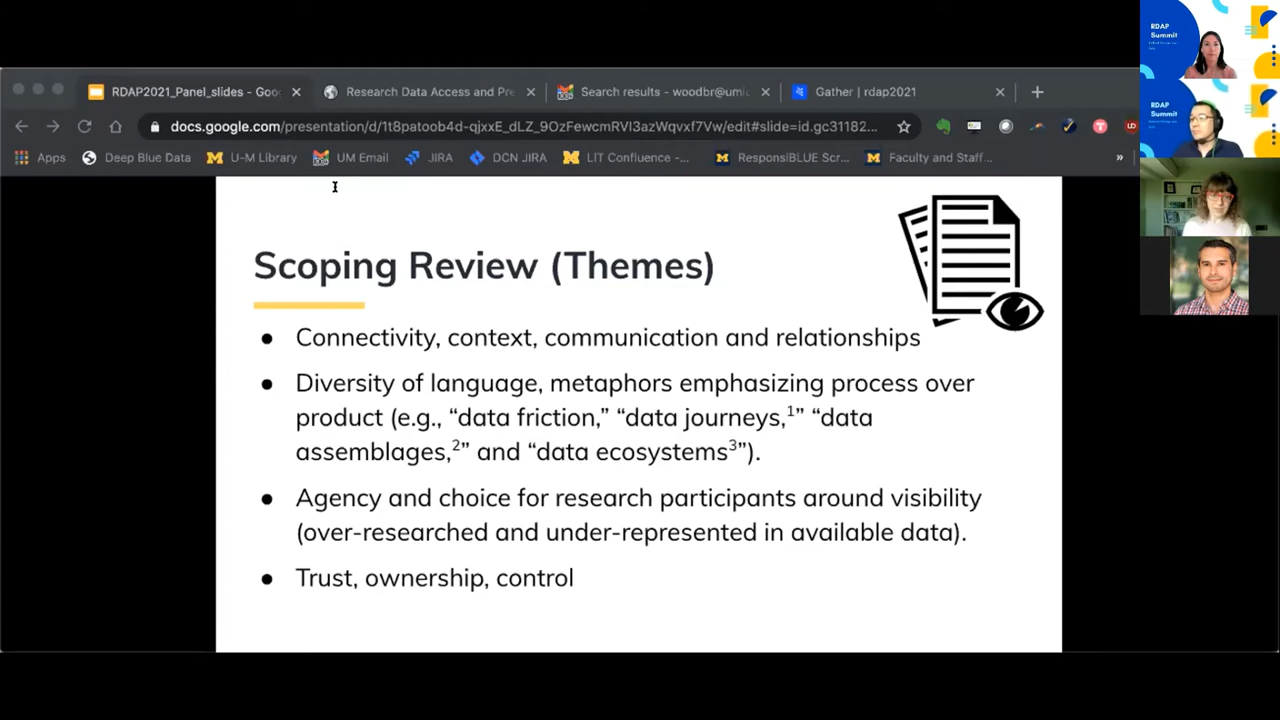 RDAP2021_Panel_slides - Goo
Research Data Access and Pre
Search results - woodbr@umi
Gather | rdap2021
docs.google.com/presentation/d/1t8patoob4d-qjxxE_dLZ_9OzFewcmRVl3azWqvxf7Vw/edit#slide=id.gc31182...
Apps
Deep Blue Data
U-M Library
UM Email
JIRA
DCN JIRA
LIT Confluence -...
ResponsiBLUE Scr...
Faculty and Staff...
»
Scoping Review (Themes)
● Connectivity, context, communication and relationships
● Diversity of language, metaphors emphasizing process over
product (e.g., “data friction,” “data journeys,1” “data
assemblages,2” and “data ecosystems3”).
● Agency and choice for research participants around visibility
(over-researched and under-represented in available data).
● Trust, ownership, control
RDAP
Summit
RDAP
Summit